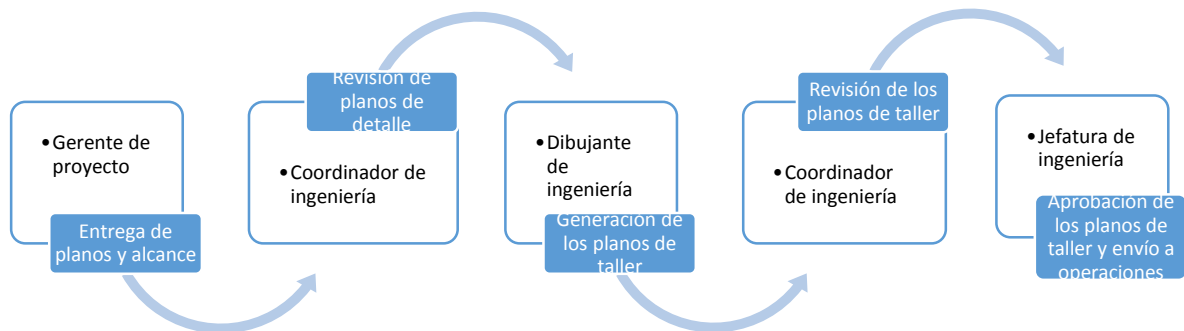 •Gerente de
proyecto
Entrega de
planos y alcance
Revisión de
planos de
detalle
•Coordinador de
ingeniería
•Dibujante
de
ingeniería
Generación de
los planos de
taller
Revisión de los
planos de taller
•Coordinador
de ingeniería
•Jefatura de
ingeniería
Aprobación de
los planos de
taller y envío a
operaciones